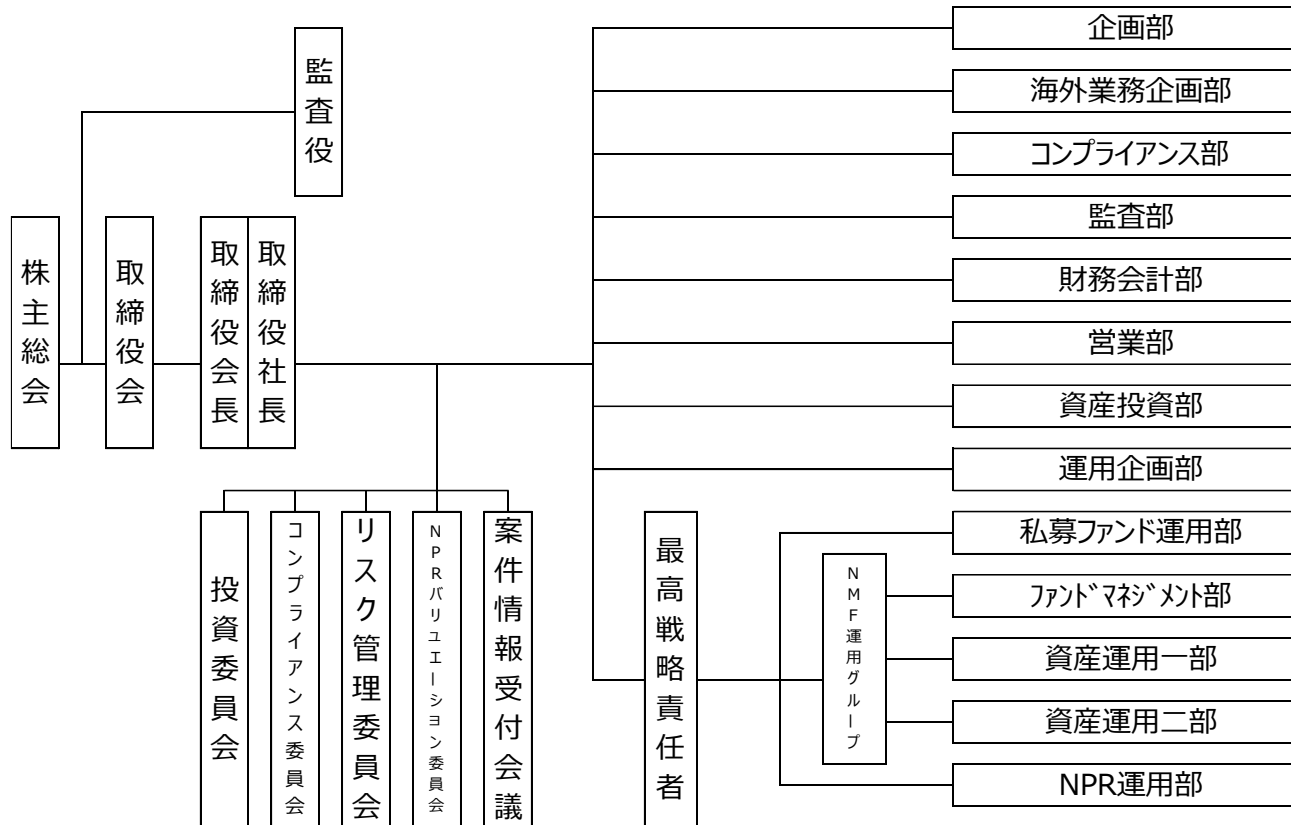 監査役
株主総会
取締役会
取締役会長
取締役社長
投資委員会
コンプライアンス委員会
リスク管理委員会
NPRバリュエーション委員会
案件情報受付会議
企画部
海外業務企画部
コンプライアンス部
監査部
財務会計部
営業部
資産投資部
運用企画部
最高戦略責任者
私募ファンド運用部
NMF運用グループ
ファンドマネジメント部
資産運用一部
資産運用二部
NPR運用部